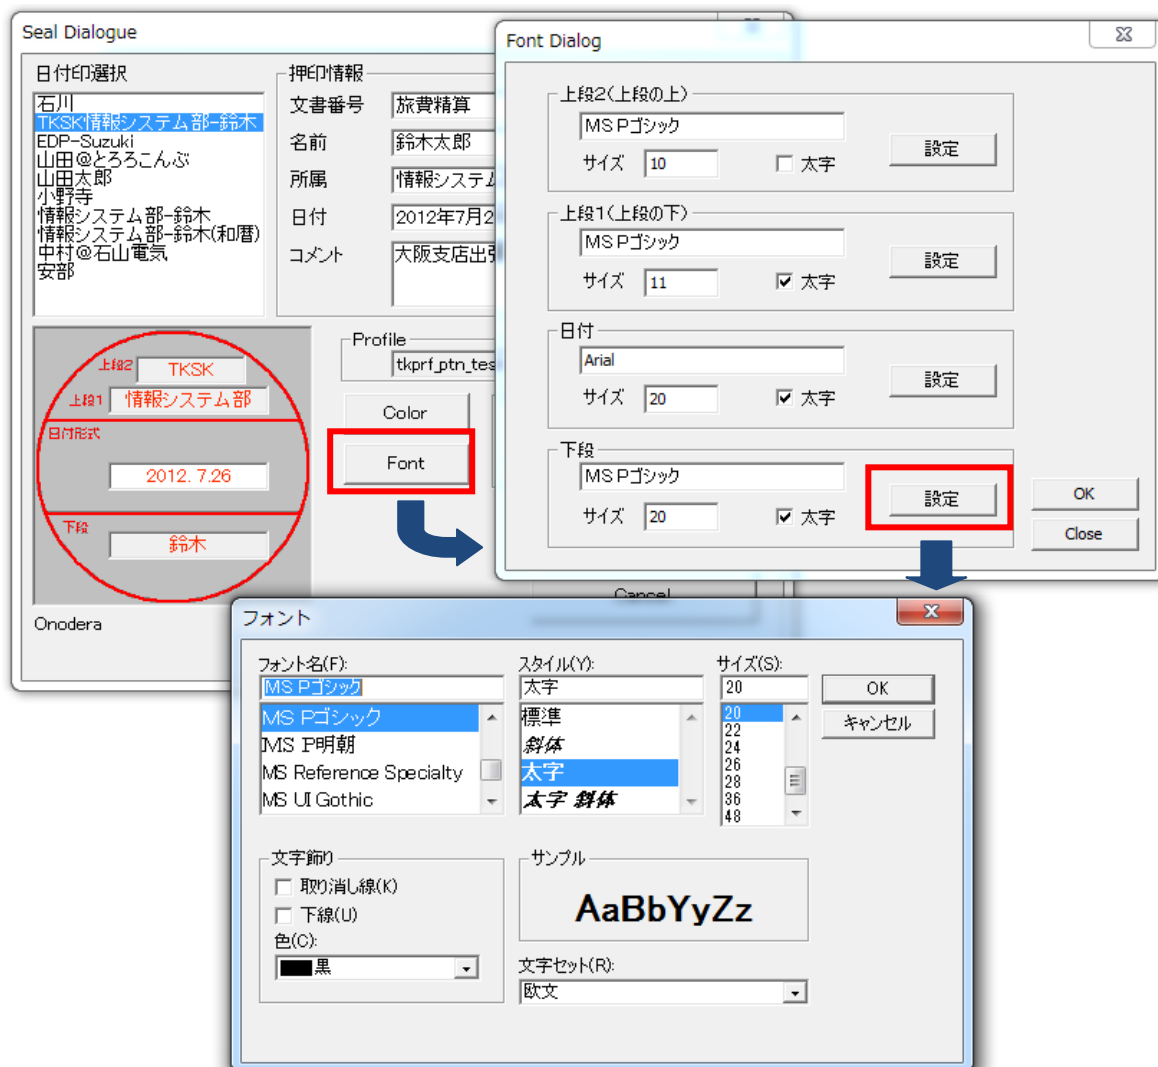 Seal Dialogue
日付印選択
石川
TKSK情報システム部-鈴木
EDP-Suzuki
山田@とろろこんぶ
山田太郎
小野寺
情報システム部-鈴木
情報システム部-鈴木(和暦)
中村@石山電気
安部
押印情報
文書番号 旅費精算
名前 鈴木太郎
所属 情報システム
日付 2012年7月2
コメント 大阪支店出張
上段2 TKSK
上段1 情報システム部
日付形式
2012. 7.26
下段
鈴木
Onodera
Profile
tkprf_ptn_tes
Color
Font
Cancel
Font Dialog
上段2(上段の上)
MS Pゴシック
サイズ 10 太字
設定
上段1(上段の下)
MS Pゴシック
サイズ 11 太字
設定
日付
Arial
サイズ 20 太字
設定
下段
MS Pゴシック
サイズ 20 太字
設定
OK
Close
フォント
フォント名(F):
MS Pゴシック
MS Pゴシック
MS P明朝
MS Reference Specialty
MS UI Gothic
スタイル(Y):
太字
標準
斜体
太字
太字 斜体
サイズ(S):
20
20
22
24
26
28
36
48
OK
キャンセル
文字飾り
取り消し線(K)
下線(U)
色(C):
黒
サンプル
AaBbYyZz
文字セット(R):
欧文